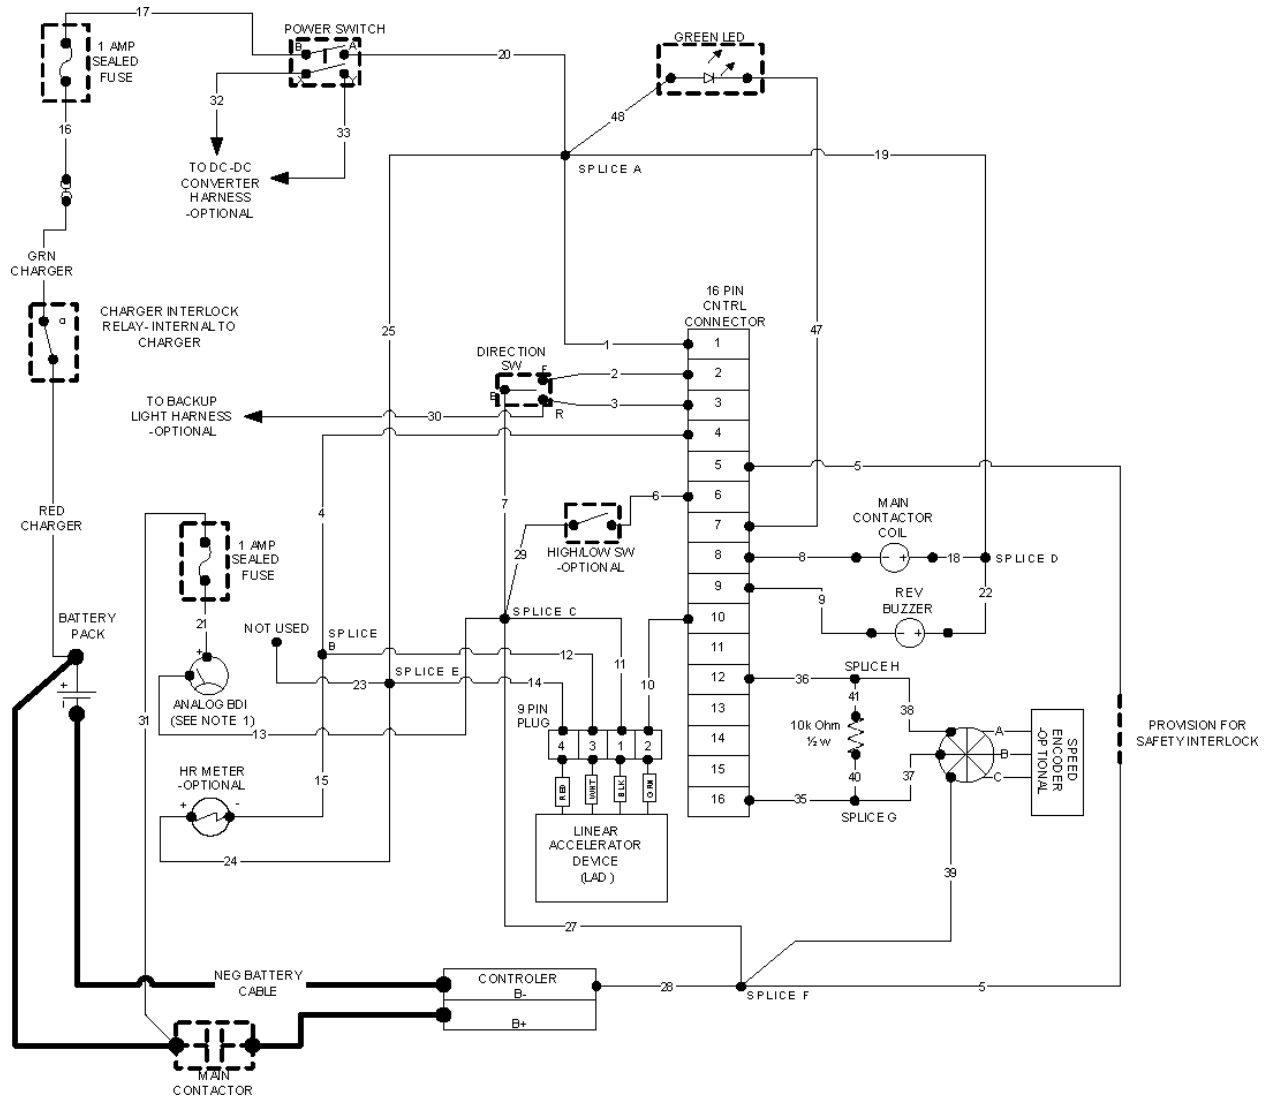 17
POWER SWITCH
B
A
20
GREEN LED
1 AMP
SEALED
FUSE
X
Y
32
33
48
16
TO DC-DC
CONVERTER
HARNESS
-OPTIONAL
SPLICE A
19
GRN
CHARGER
CHARGER INTERLOCK
RELAY- INTERNAL TO
CHARGER
a
25
47
16 PIN
CNTRL
CONNECTOR
1
1
DIRECTION
SW
F
B
R
2
2
3
3
TO BACKUP
LIGHT HARNESS
-OPTIONAL
30
4
5
5
6
6
7
7
4
RED
CHARGER
1 AMP
SEALED
FUSE
29
HIGH/LOW SW
-OPTIONAL
MAIN
CONTACTOR
COIL
8
8
- +
18
SPLICE D
9
9
22
REV
BUZZER
- +
BATTERY
PACK
+
-
21
NOT USED
SPLICE
B
SPLICE C
10
11
12
11
10
12
+
ANALOG BDI
(SEE NOTE 1)
23
SPLICE E
14
36
SPLICE H
41
38
13
14
15
16
31
13
9 PIN
PLUG
4
3
1
2
RED
WHT
BLK
GRN
10k Ohm
½ w
40
37
35
SPLICE G
A
B
C
SPEED
ENCODER
-OPTIONAL
PROVISION FOR
SAFETY INTERLOCK
HR METER
-OPTIONAL
+
-
15
24
LINEAR
ACCELERATOR
DEVICE
(LAD )
39
27
NEG BATTERY
CABLE
CONTROLER
B-
B+
28
SPLICE F
5
MAIN
CONTACTOR